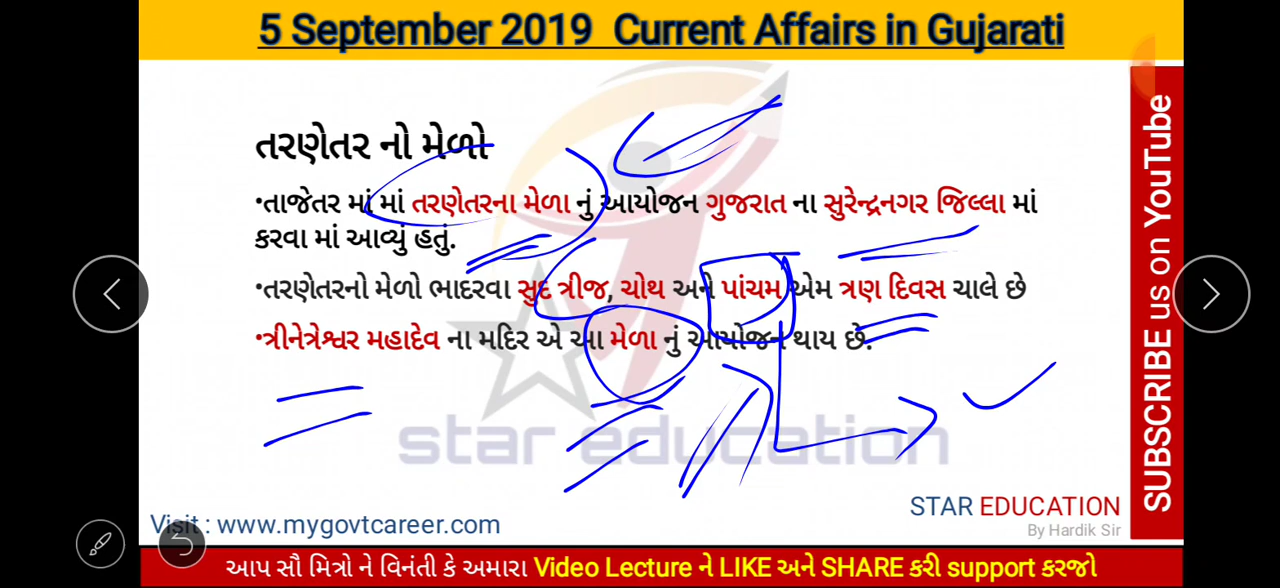 5 September 2019 Current Affairs in Gujarati
તરણેતર નો મેળો
•તાજેતર માં માં તરણેતરના મેળા નું આયોજન ગુજરાત ના સુરેન્દ્રનગર જિલ્લા માં
કરવા માં આવ્યું હતું.
•તરણેતરનો મેળો ભાદરવા સુદ ત્રીજ, ચોથ અને પાંચમ એમ ત્રણ દિવસ ચાલે છે
•ત્રીનેત્રેશ્વર મહાદેવ ના મદિર એ આ મેળા નું આયોજન થાય છે.
star education
STAR EDUCATION
By Hardik Sir
Visit : www.mygovtcareer.com
આપ સૌ મિત્રો ને વિનંતી કે અમારા Video Lecture ને LIKE અને SHARE કરી support કરજો
SUBSCRIBE us on YouTube